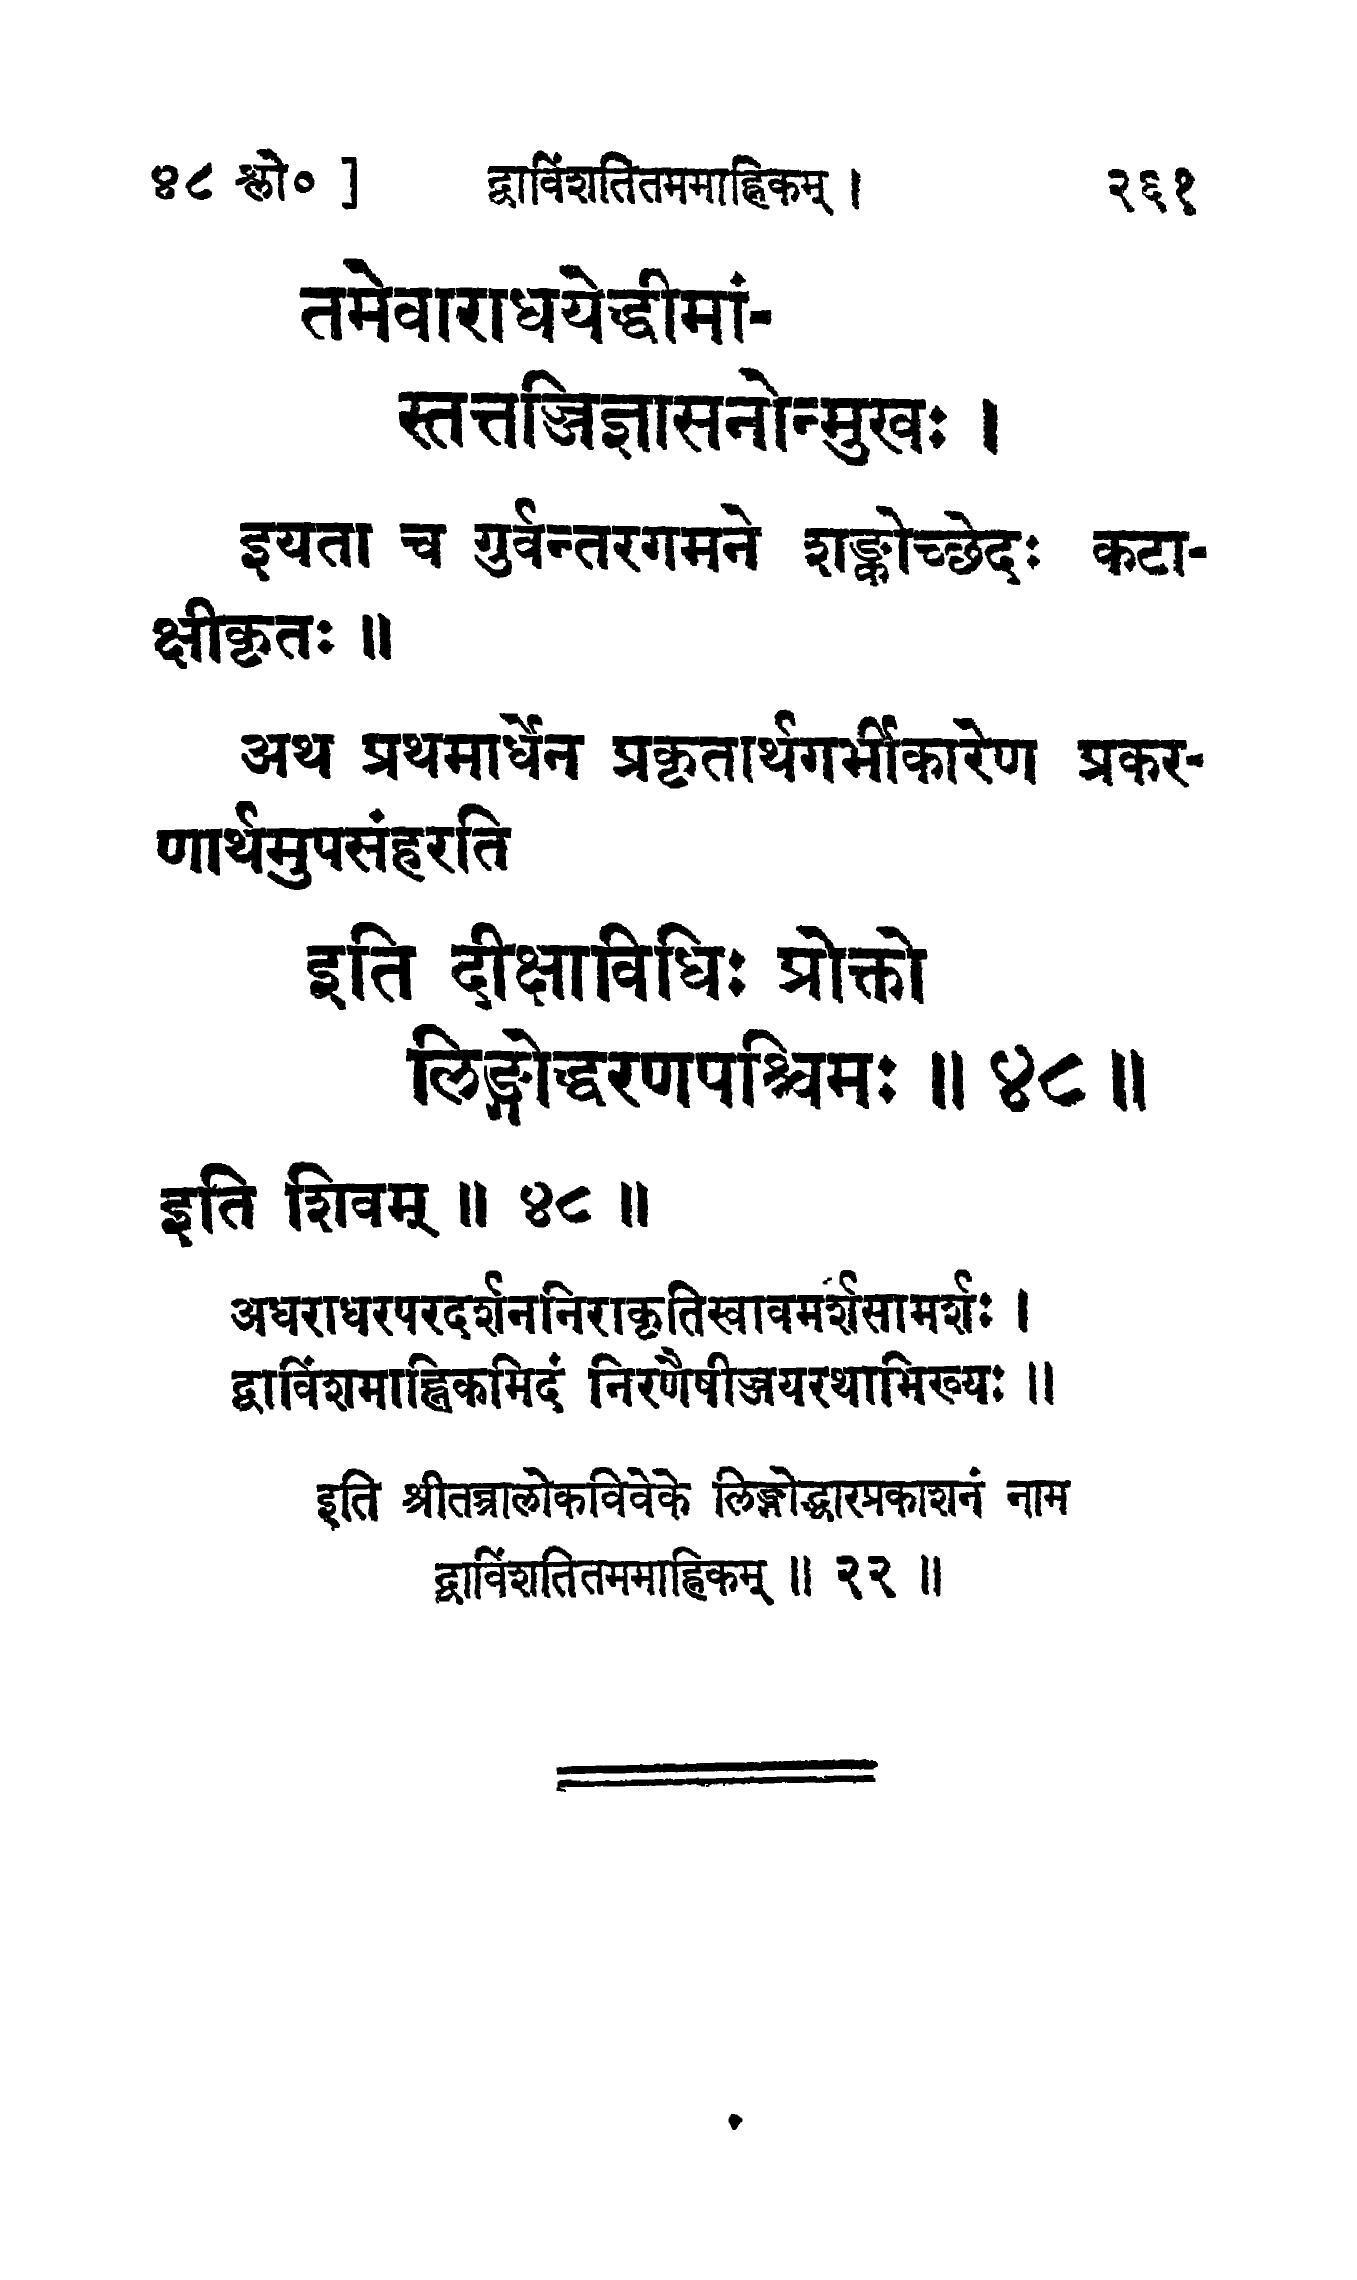 ४८ श्लो० ] द्वाविंशतितममाह्निकम् । २६१
तमेवाराधयेद्धीमां-
स्तत्तज्जिज्ञासनोन्मुखः ।
इयता च गुर्वन्तरगमने शङ्कोच्छेदः कटा-
क्षीकृतः ॥
अथ प्रथमार्धेन प्रकृतार्थगर्भीकारेण प्रकर-
णार्थमुपसंहरति
इति दीक्षाविधिः प्रोक्तो
लिङ्गोद्धरणपश्चिमः ॥ ४८ ॥
इति शिवम् ॥ ४८ ॥
अधराधरपरदर्शननिराकृतिस्वावमर्शसामर्शः ।
द्वाविंशमाह्निकमिदं निरणैषीज्जयरथाभिख्यः ॥
इति श्रीतन्त्रालोकविवेके लिङ्गोद्धारप्रकाशनं नाम
द्वाविंशतितममाह्निकम् ॥ २२ ॥